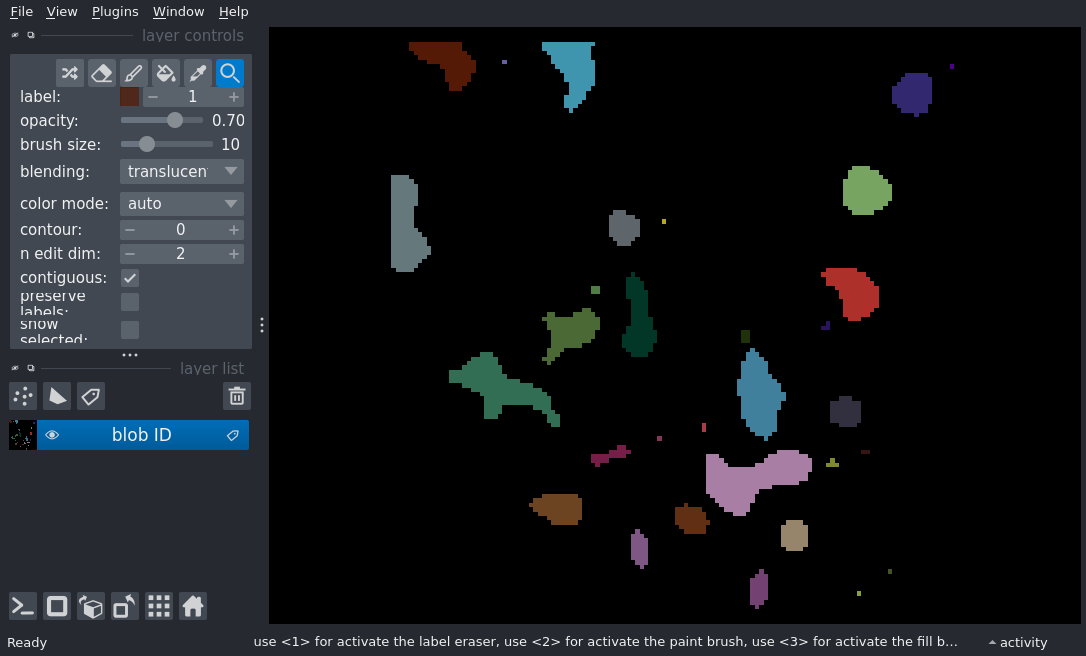 File View Plugins Window Help
layer controls
label: 1
opacity: 0.70
brush size: 10
blending: translucen
color mode: auto
contour: 0
n edit dim: 2
contiguous:
preserve
labels:
show
selected:
layer list
blob ID
Ready use <1> for activate the label eraser, use <2> for activate the paint brush, use <3> for activate the fill b... activity